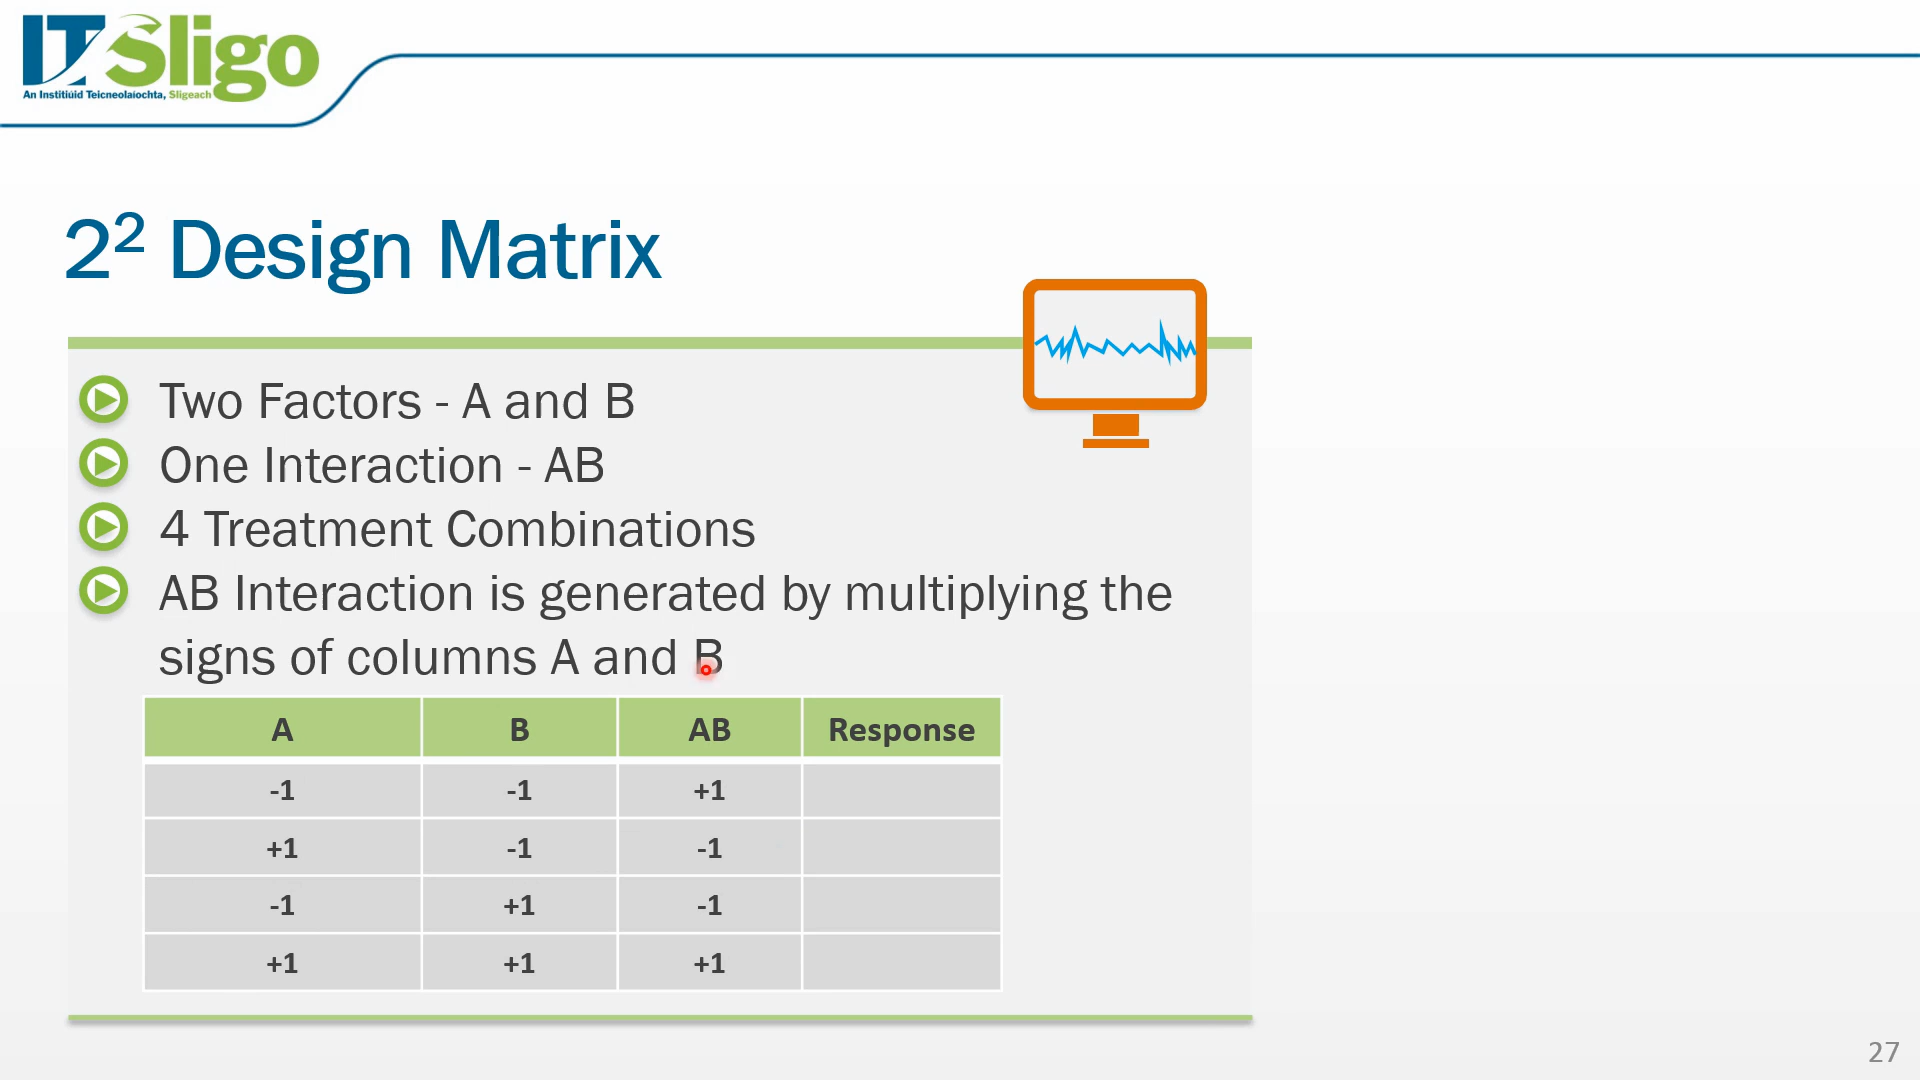 ITSligo
An Institiúid Teicneolaíochta, Sligeach
2² Design Matrix
Two Factors - A and B
One Interaction - AB
4 Treatment Combinations
AB Interaction is generated by multiplying the
signs of columns A and B
A B AB Response
-1 -1 +1
+1 -1 -1
-1 +1 -1
+1 +1 +1
27